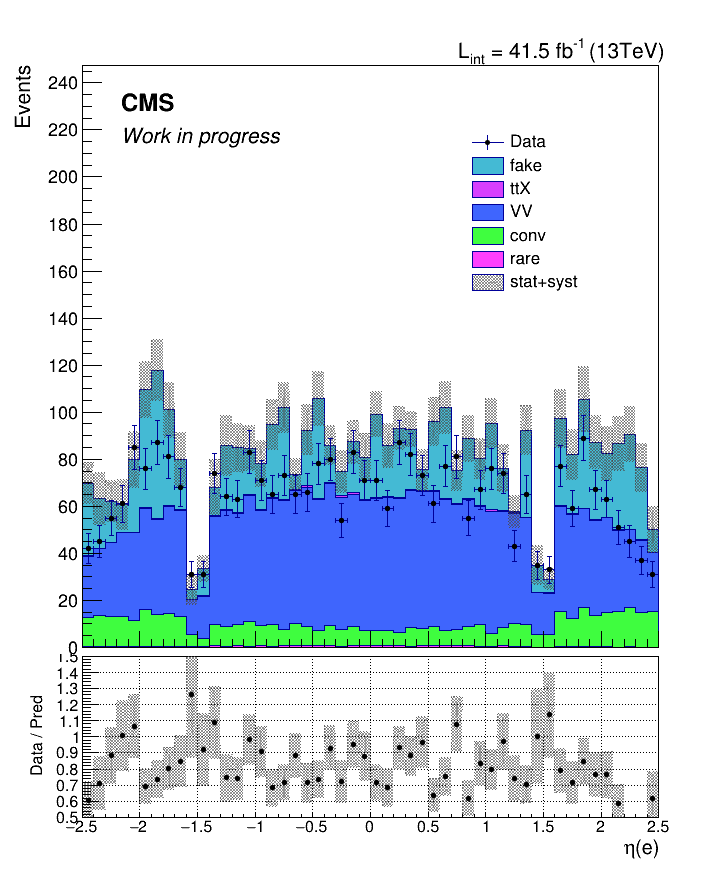 L_int = 41.5 fb^-1 (13TeV)
Events
CMS
Work in progress
240
220
200
180
160
140
120
100
80
60
40
20
0
Data
fake
ttX
VV
conv
rare
stat+syst
Data / Pred
1.5
1.4
1.3
1.2
1.1
1
0.9
0.8
0.7
0.6
0.5
−2.5 −2 −1.5 −1 −0.5 0 0.5 1 1.5 2 2.5
η(e)